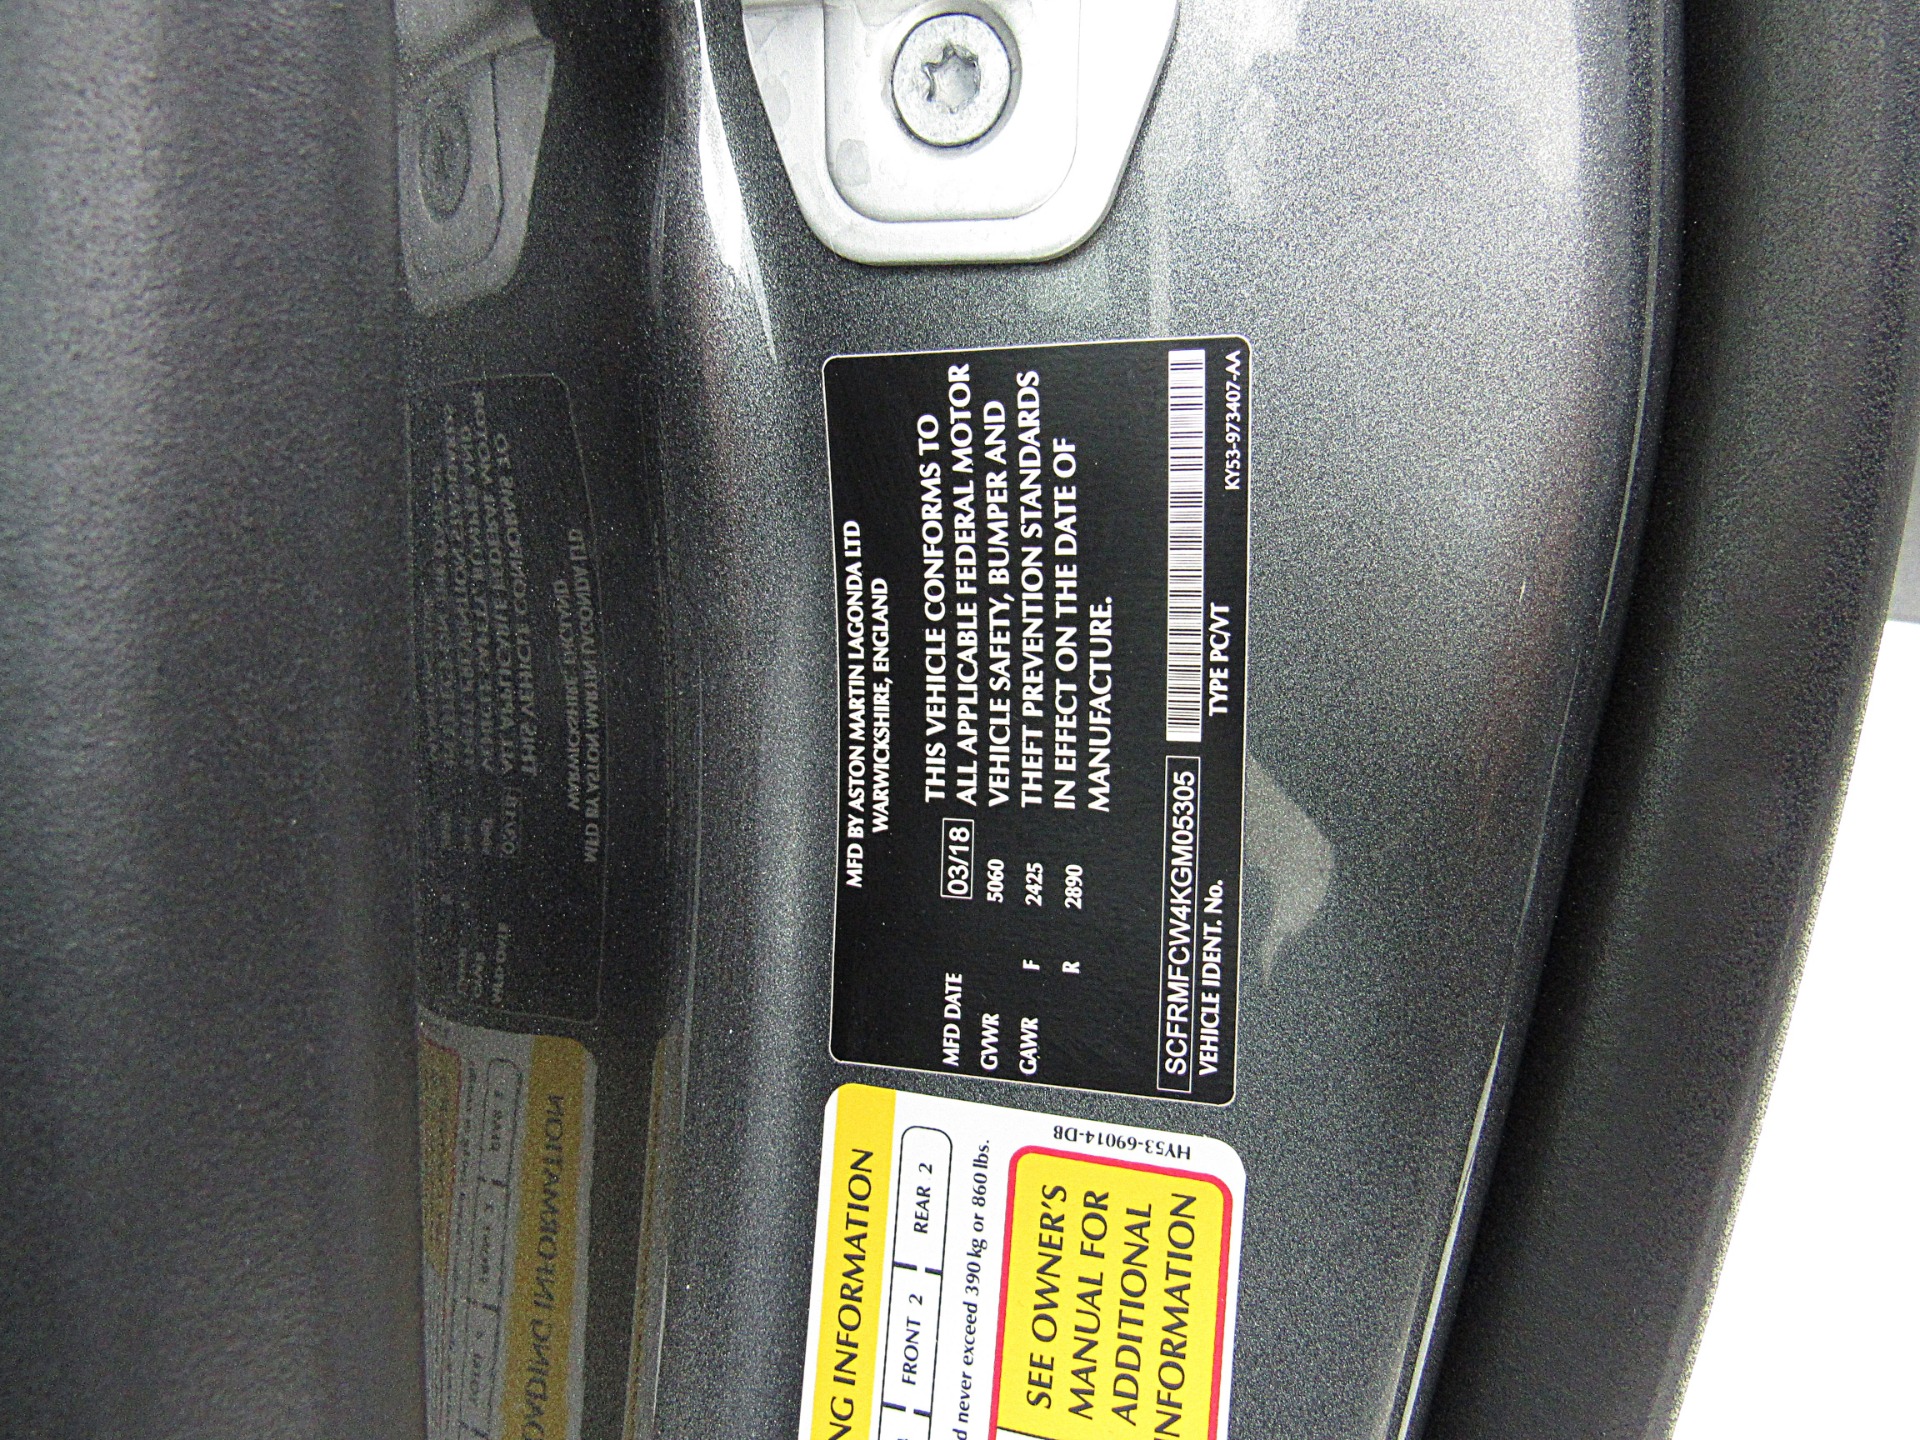 MFD BY ASTON MARTIN LAGONDA LTD
WARWICKSHIRE, ENGLAND
MFD DATE 03/18 THIS VEHICLE CONFORMS TO
GVWR 5060 ALL APPLICABLE FEDERAL MOTOR
VEHICLE SAFETY, BUMPER AND
GAWR F 2425 THEFT PREVENTION STANDARDS
R 2890 IN EFFECT ON THE DATE OF
MANUFACTURE.
SCFRMFCW4KGM05305
VEHICLE IDENT. No. TYPE PC/VT KY53-973407-AA
NG INFORMATION
FRONT 2 REAR 2
d never exceed 390 kg or 860 lbs.
SEE OWNER'S
MANUAL FOR
ADDITIONAL
INFORMATION
HY53-69014-DB